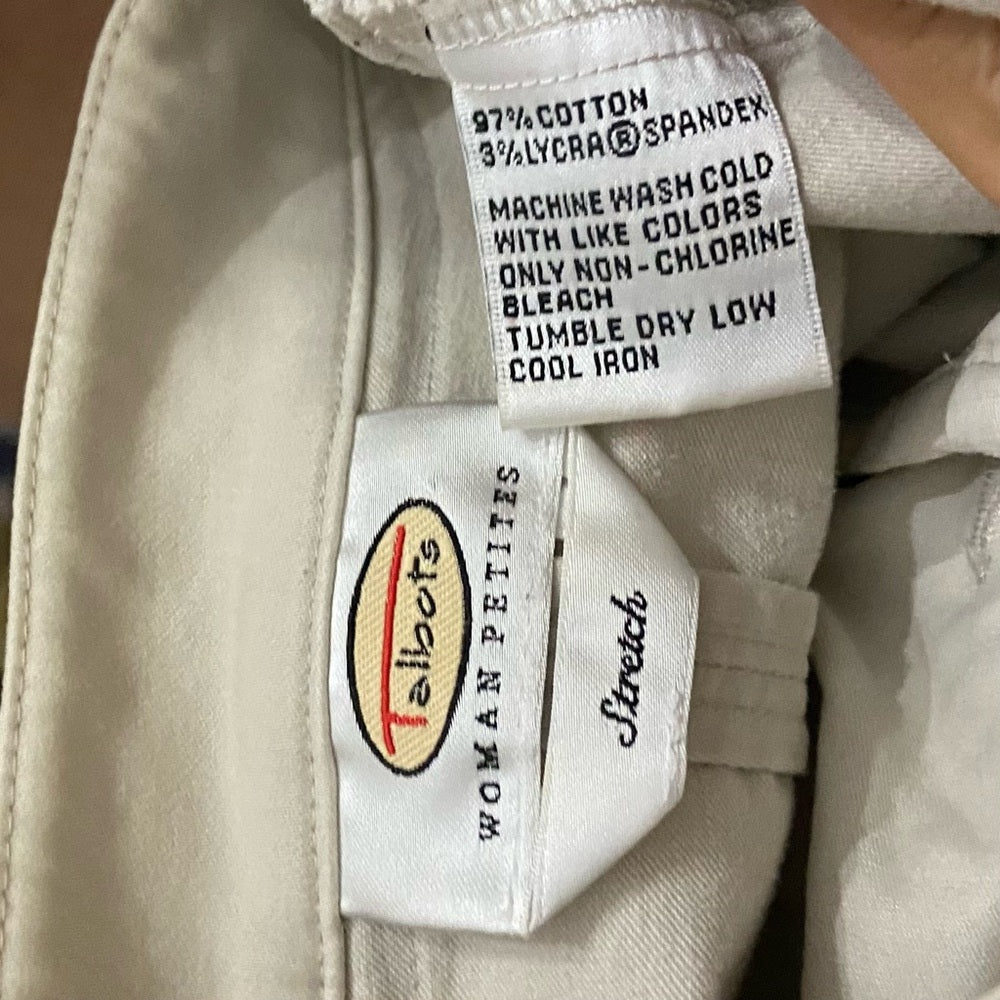 97% COTTON
3% LYCRA® SPANDEX
MACHINE WASH COLD
WITH LIKE COLORS
ONLY NON-CHLORINE
BLEACH
TUMBLE DRY LOW
COOL IRON
Talbots
WOMAN PETITES
Stretch